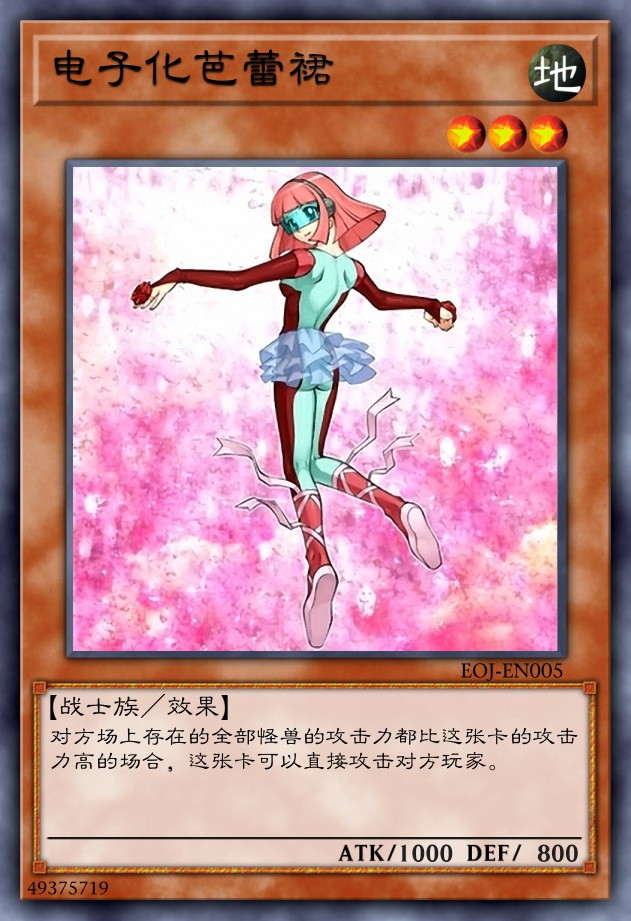 电子化芭蕾裙
地
EOJ-EN005
【战士族／效果】
对方场上存在的全部怪兽的攻击力都比这张卡的攻击
力高的场合，这张卡可以直接攻击对方玩家。
ATK/1000 DEF/ 800
49375719